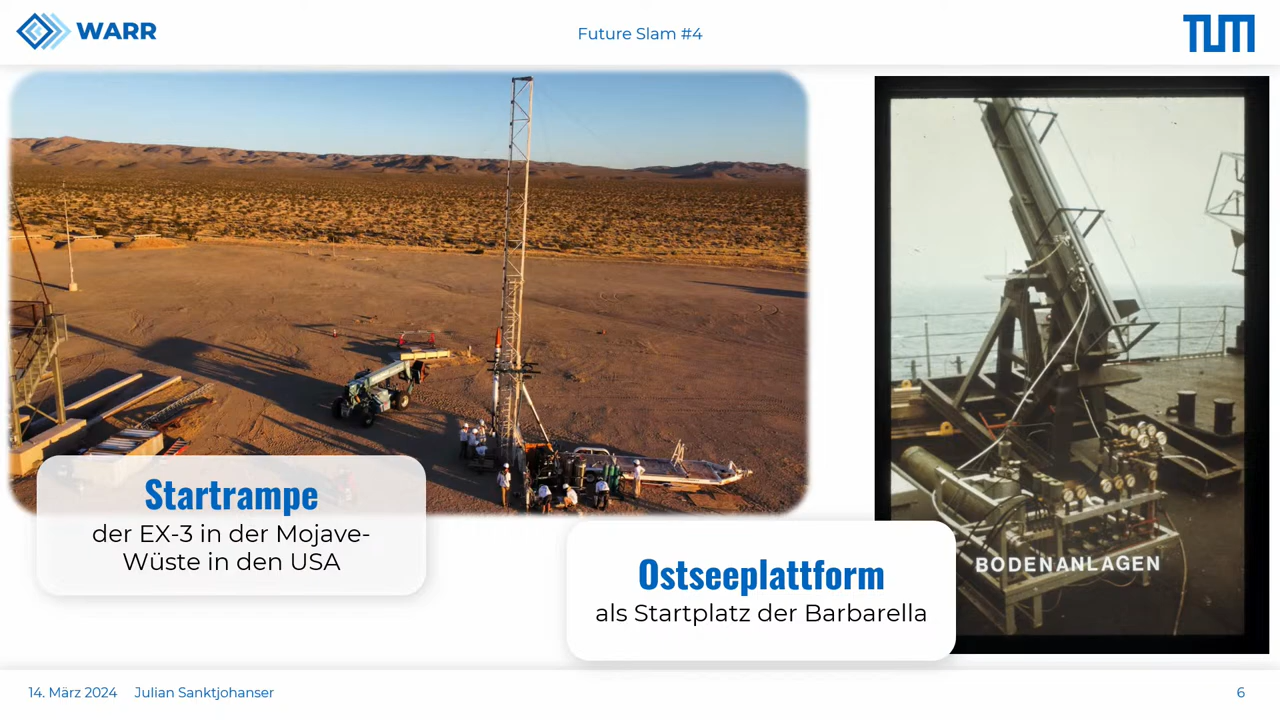 WARR
Future Slam #4
TUM
Startrampe
der EX-3 in der Mojave-
Wüste in den USA
Ostseeplattform
als Startplatz der Barbarella
BODENANLAGEN
14. März 2024 Julian Sanktjohanser
6